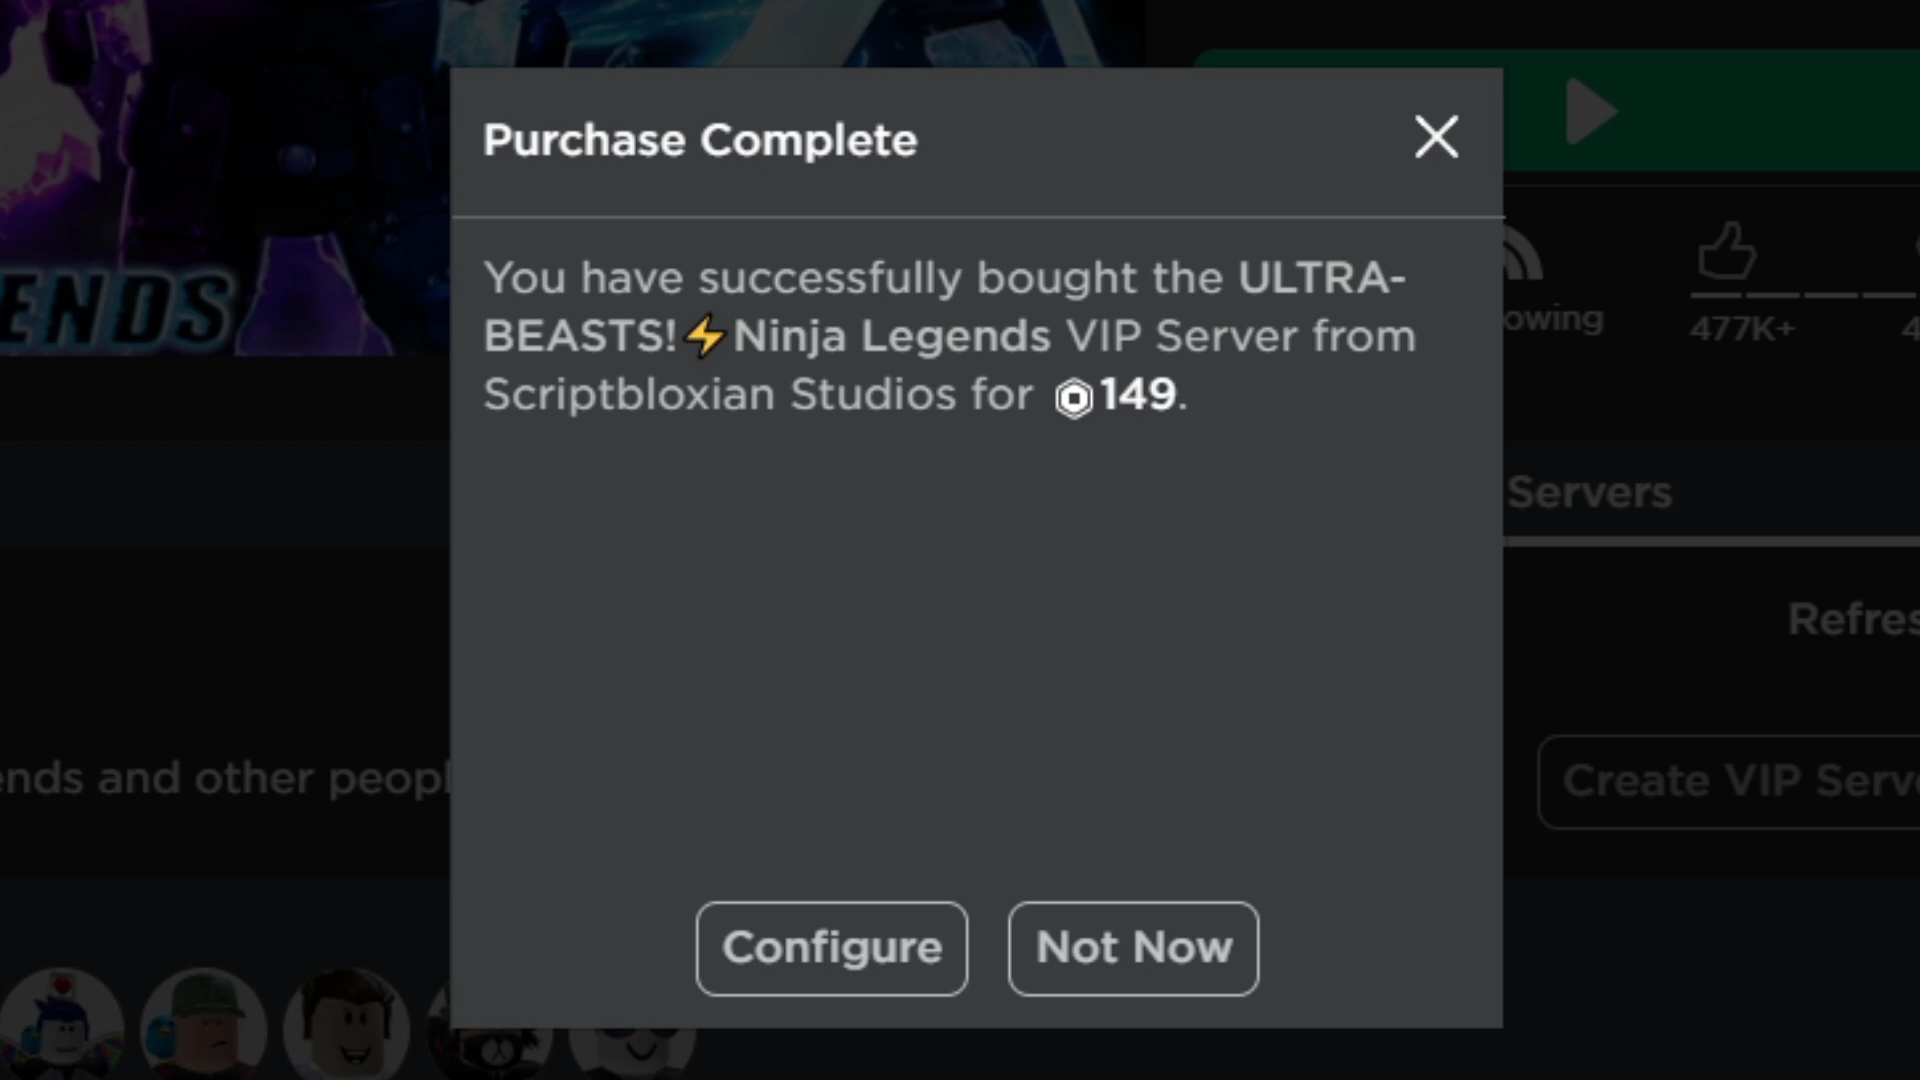 Purchase Complete
You have successfully bought the ULTRA-
BEASTS!⚡Ninja Legends VIP Server from
Scriptbloxian Studios for 149.
Configure
Not Now
ENDS
owing
477K+
4
Servers
Refres
ends and other peopl
Create VIP Serve